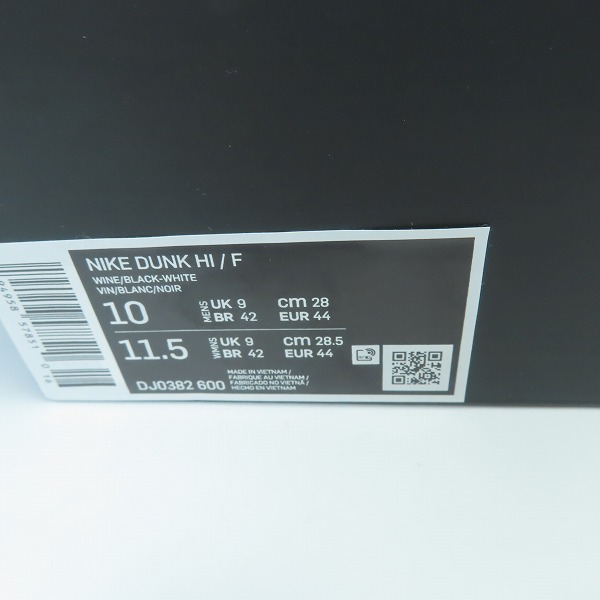 NIKE DUNK HI / F
WINE/BLACK-WHITE
VIN/BLANC/NOIR
10 MENS UK 9 cm 28
BR 42 EUR 44
11.5 WMNS UK 9 cm 28.5
BR 42 EUR 44
DJ0382 600
MADE IN VIETNAM /
FABRIQUE AU VIETNAM /
FABRICADO NO VIETNÃ /
HECHO EN VIETNAM